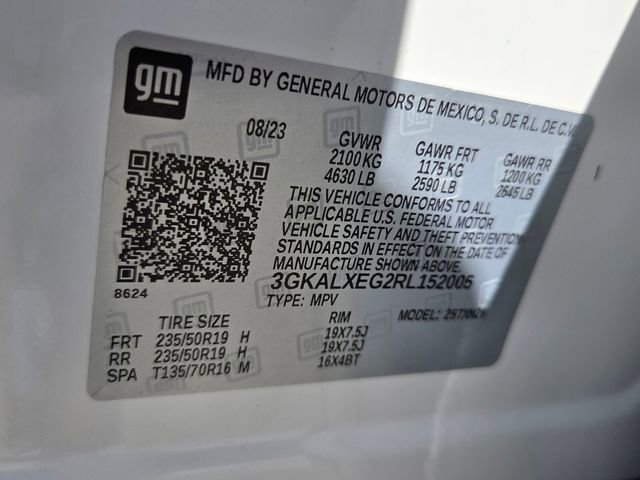 gm
MFD BY GENERAL MOTORS DE MEXICO, S. DE R.L. DE C.V.
08/23 GVWR GAWR FRT GAWR RR
2100 KG 1175 KG 1200 KG
4630 LB 2590 LB 2645 LB
THIS VEHICLE CONFORMS TO ALL
APPLICABLE U.S. FEDERAL MOTOR
VEHICLE SAFETY AND THEFT PREVENTION
STANDARDS IN EFFECT ON THE DATE OF
MANUFACTURE SHOWN ABOVE.
8624 3GKALXEG2RL152005
TYPE: MPV MODEL:
TIRE SIZE RIM
FRT 235/50R19 H 19X7.5J
RR 235/50R19 H 19X7.5J
SPA T135/70R16 M 16X4BT